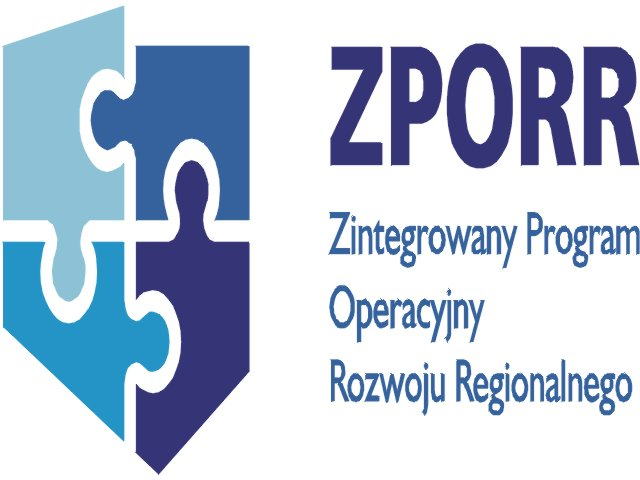 ZPORR
Zintegrowany Program
Operacyjny
Rozwoju Regionalnego